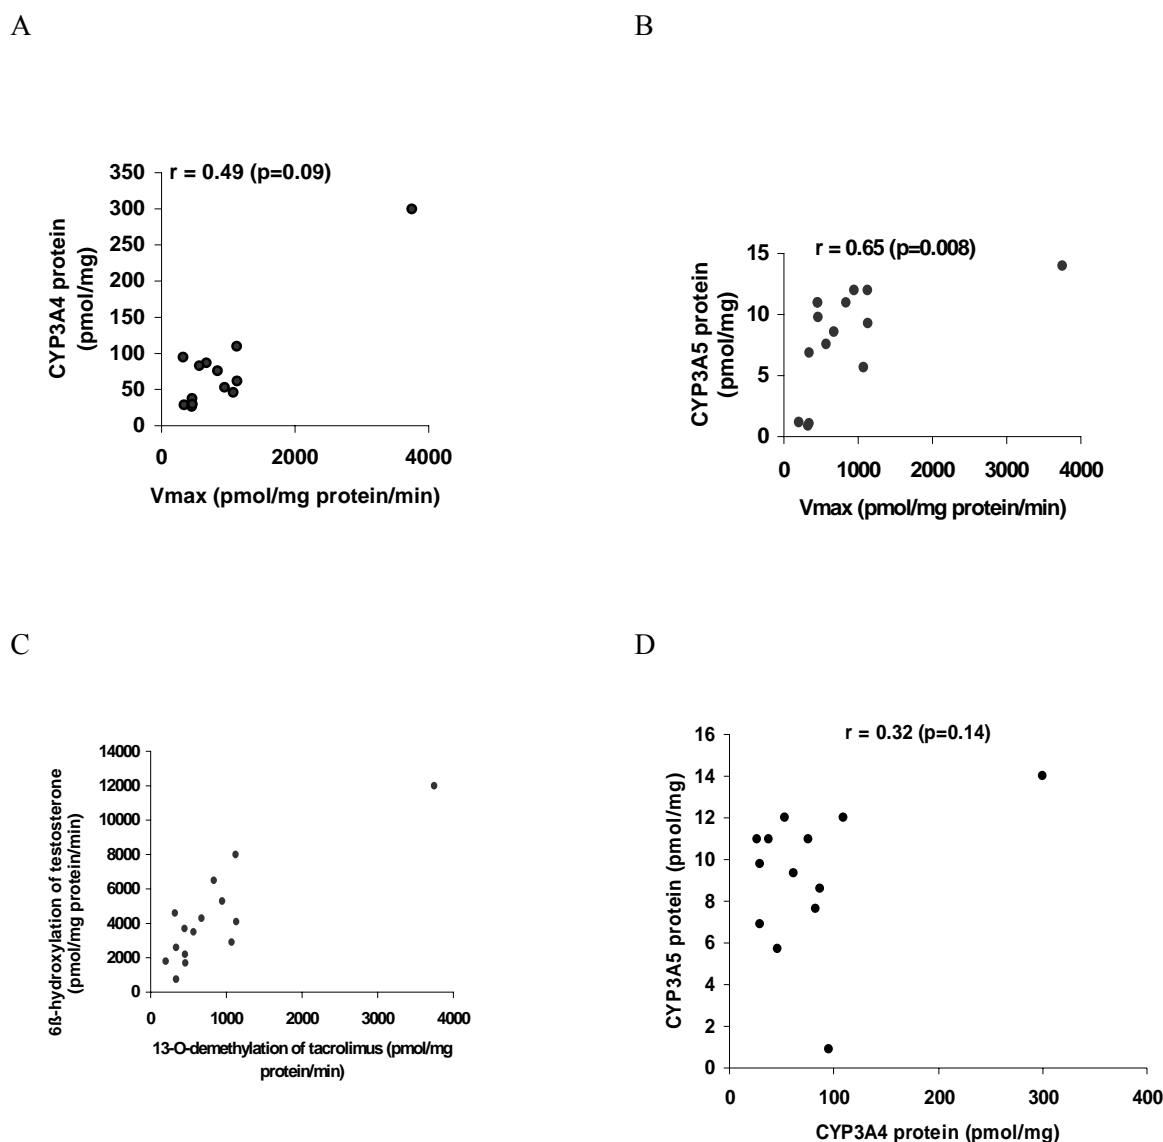 A
r = 0.49 (p=0.09)
350
300
250
200
150
100
50
0
CYP3A4 protein
(pmol/mg)
0 2000 4000
Vmax (pmol/mg protein/min)
B
r = 0.65 (p=0.008)
15
10
5
0
CYP3A5 protein
(pmol/mg)
0 1000 2000 3000 4000
Vmax (pmol/mg protein/min)
C
14000
12000
10000
8000
6000
4000
2000
0
6ß-hydroxylation of testosterone
(pmol/mg protein/min)
0 1000 2000 3000 4000
13-O-demethylation of tacrolimus (pmol/mg
protein/min)
D
r = 0.32 (p=0.14)
16
14
12
10
8
6
4
2
0
CYP3A5 protein (pmol/mg)
0 100 200 300 400
CYP3A4 protein (pmol/mg)